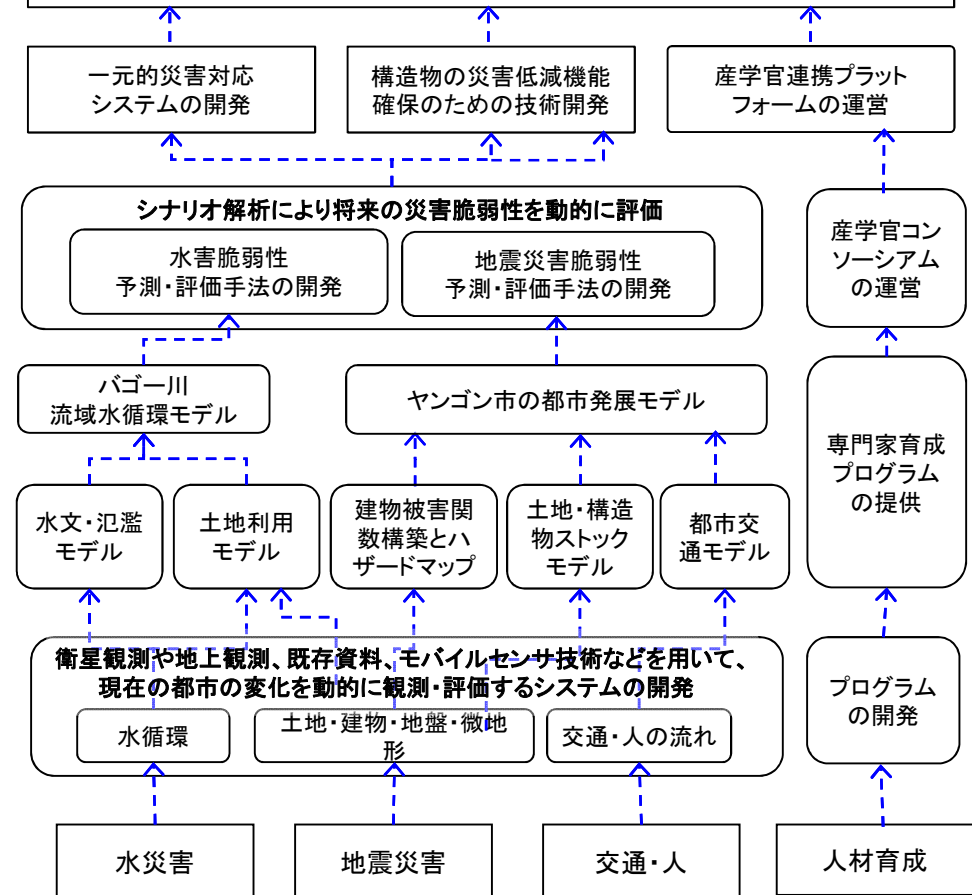 一元的災害対応
システムの開発
構造物の災害低減機能
確保のための技術開発
産学官連携プラット
フォームの運営
シナリオ解析により将来の災害脆弱性を動的に評価
水害脆弱性
予測・評価手法の開発
地震災害脆弱性
予測・評価手法の開発
産学官コン
ソーシアム
の運営
バゴー川
流域水循環モデル
ヤンゴン市の都市発展モデル
専門家育成
プログラム
の提供
水文・氾濫
モデル
土地利用
モデル
建物被害関
数構築とハ
ザードマップ
土地・構造
物ストック
モデル
都市交
通モデル
衛星観測や地上観測、既存資料、モバイルセンサ技術などを用いて、
現在の都市の変化を動的に観測・評価するシステムの開発
水循環
土地・建物・地盤・微地
形
交通・人の流れ
プログラム
の開発
水災害
地震災害
交通・人
人材育成